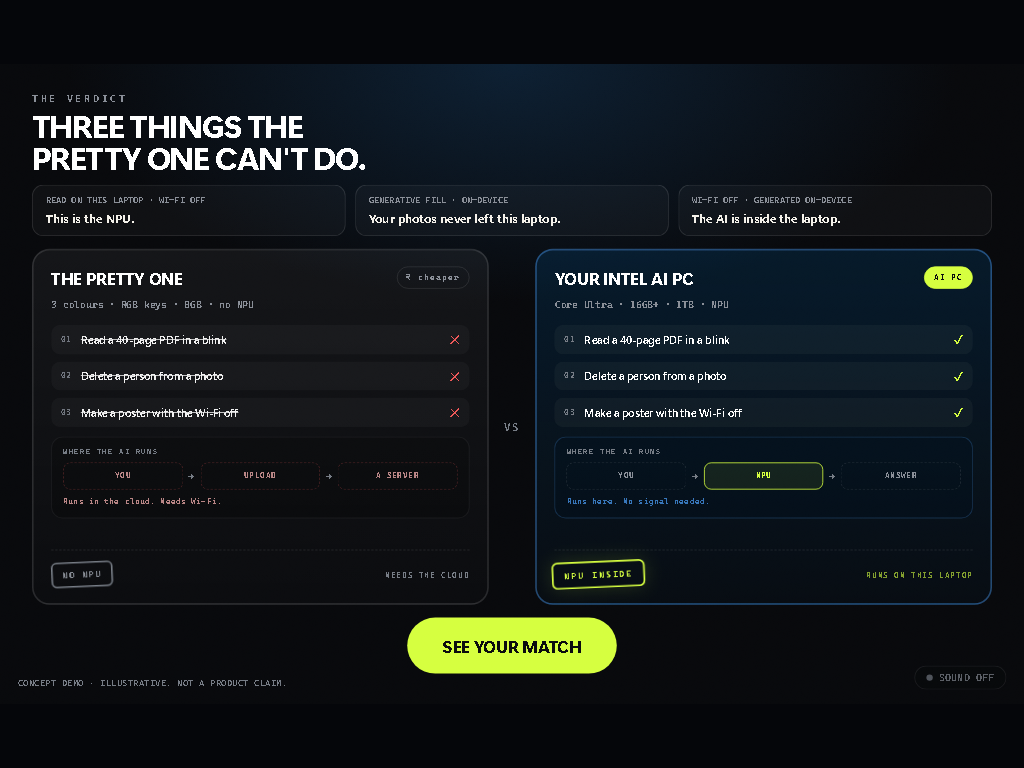 THE VERDICT
THREE THINGS THE
PRETTY ONE CAN'T DO.
READ ON THIS LAPTOP · WI-FI OFF
This is the NPU.
GENERATIVE FILL · ON-DEVICE
Your photos never left this laptop.
WI-FI OFF · GENERATED ON-DEVICE
The AI is inside the laptop.
THE PRETTY ONE
₹ cheaper
3 colours · RGB keys · 8GB · no NPU
01 Read a 40-page PDF in a blink ✕
02 Delete a person from a photo ✕
03 Make a poster with the Wi-Fi off ✕
WHERE THE AI RUNS
YOU → UPLOAD → A SERVER
Runs in the cloud. Needs Wi-Fi.
NO NPU
NEEDS THE CLOUD
VS
YOUR INTEL AI PC
AI PC
Core Ultra · 16GB+ · 1TB · NPU
01 Read a 40-page PDF in a blink ✓
02 Delete a person from a photo ✓
03 Make a poster with the Wi-Fi off ✓
WHERE THE AI RUNS
YOU → NPU → ANSWER
Runs here. No signal needed.
NPU INSIDE
RUNS ON THIS LAPTOP
SEE YOUR MATCH
CONCEPT DEMO · ILLUSTRATIVE. NOT A PRODUCT CLAIM.
SOUND OFF